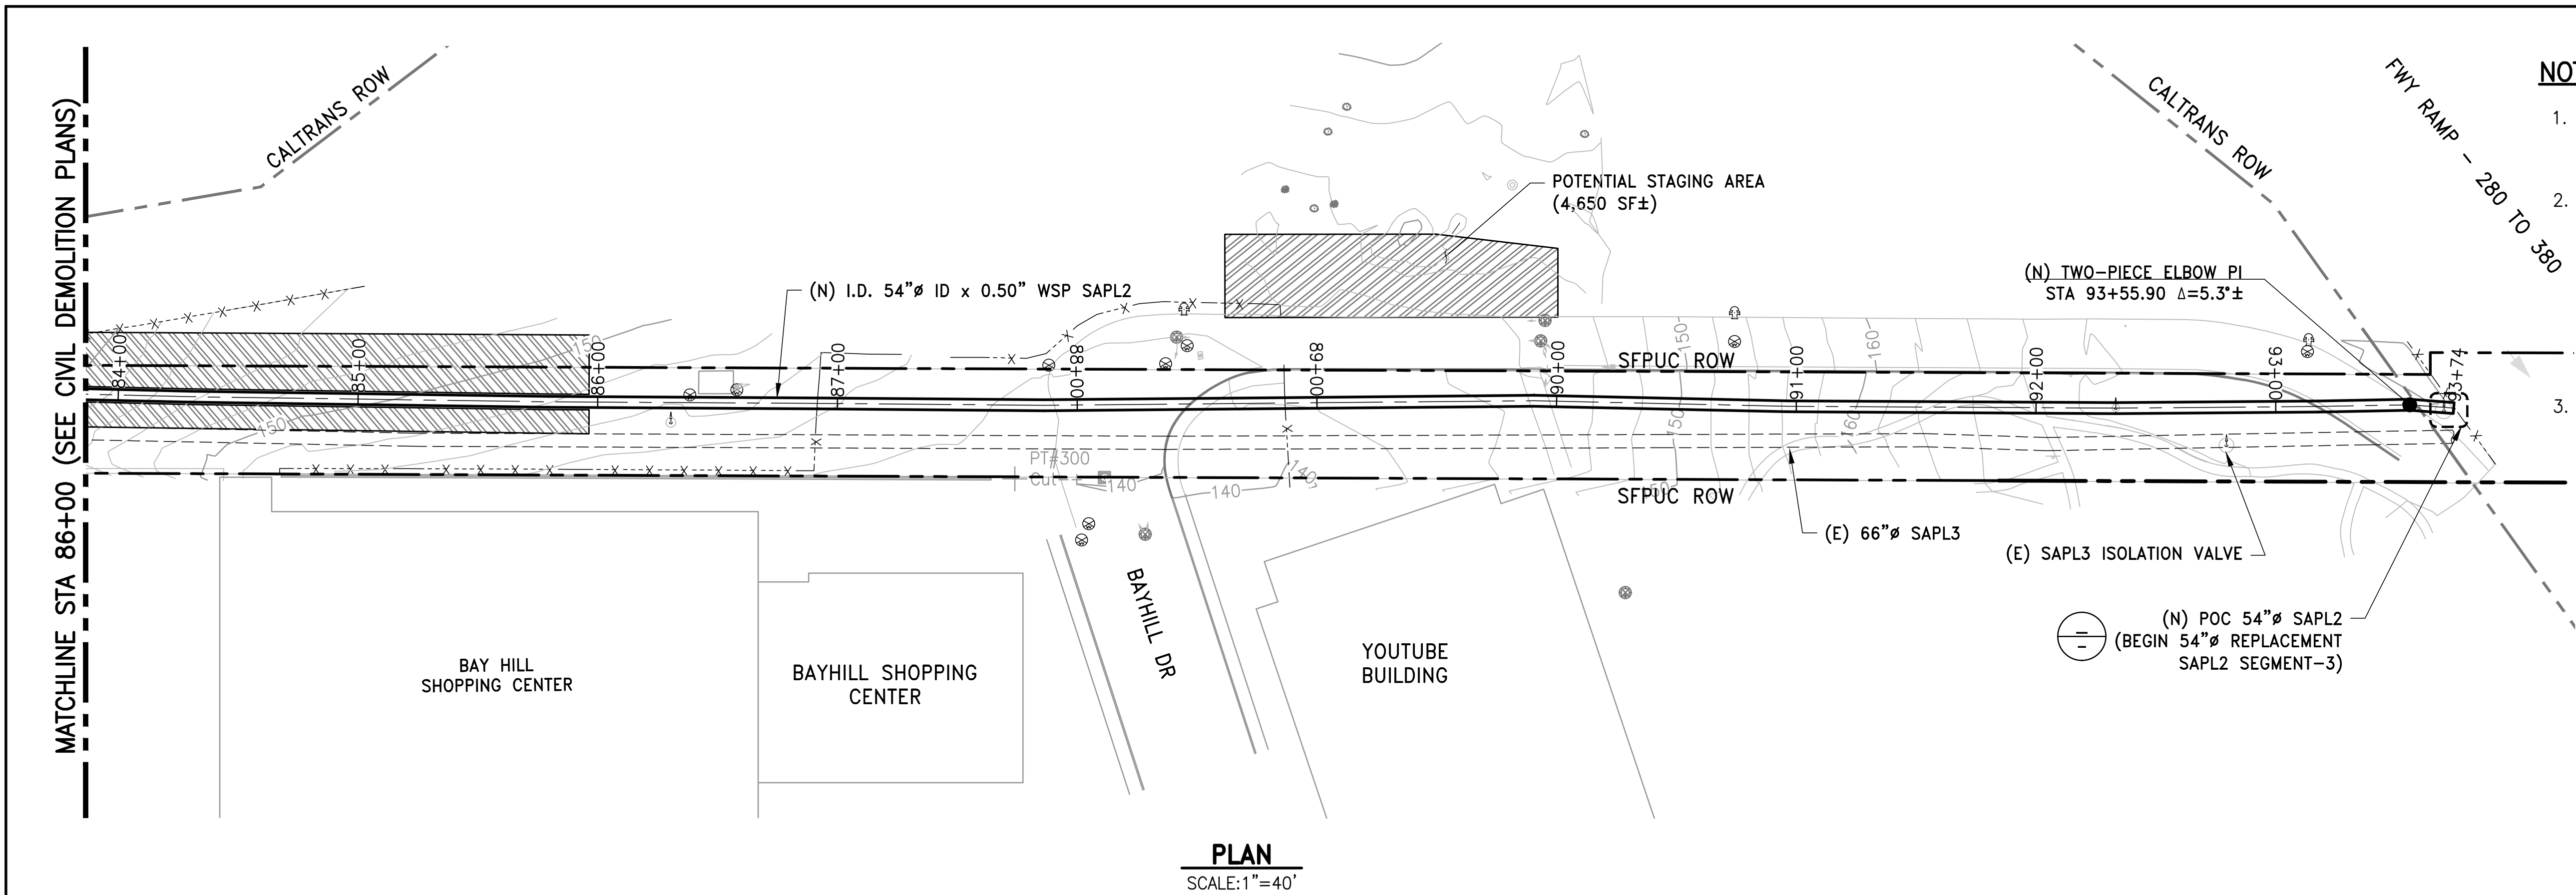 MATCHLINE STA 86+00 (SEE CIVIL DEMOLITION PLANS)
CALTRANS ROW
CALTRANS ROW
FWY RAMP - 280 TO 380
NOT
1.
2.
3.
POTENTIAL STAGING AREA
(4,650 SF±)
(N) I.D. 54"ø ID x 0.50" WSP SAPL2
(N) TWO-PIECE ELBOW PI
STA 93+55.90 Δ=5.3°±
84+00
85+00
86+00
87+00
88+00
89+00
90+00
91+00
92+00
93+00
93+74
SFPUC ROW
SFPUC ROW
150
150
150
160
150
160
PT#300
Cut
140
140
140
(E) 66"ø SAPL3
(E) SAPL3 ISOLATION VALVE
(N) POC 54"ø SAPL2
(BEGIN 54"ø REPLACEMENT
SAPL2 SEGMENT-3)
BAYHILL DR
BAY HILL
SHOPPING CENTER
BAYHILL SHOPPING
CENTER
YOUTUBE
BUILDING
PLAN
SCALE:1"=40'